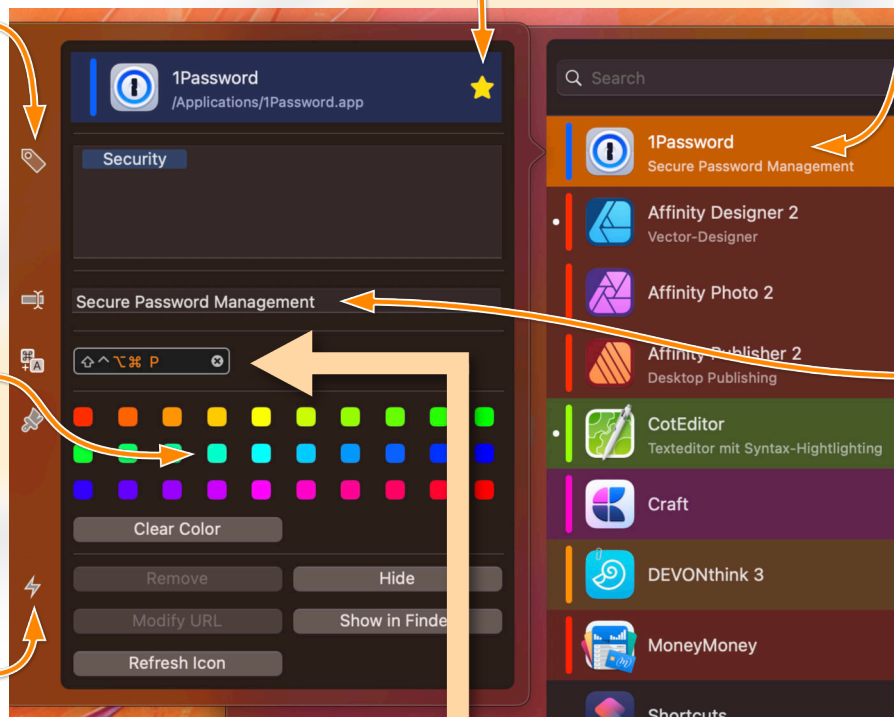 1Password
/Applications/1Password.app
Security
Secure Password Management
⇧^⌥⌘ P
Clear Color
Remove
Hide
Modify URL
Show in Finde
Refresh Icon
Search
1Password
Secure Password Management
Affinity Designer 2
Vector-Designer
Affinity Photo 2
Affinity Publisher 2
Desktop Publishing
CotEditor
Texteditor mit Syntax-Hightlighting
Craft
DEVONthink 3
MoneyMoney
Shortcuts